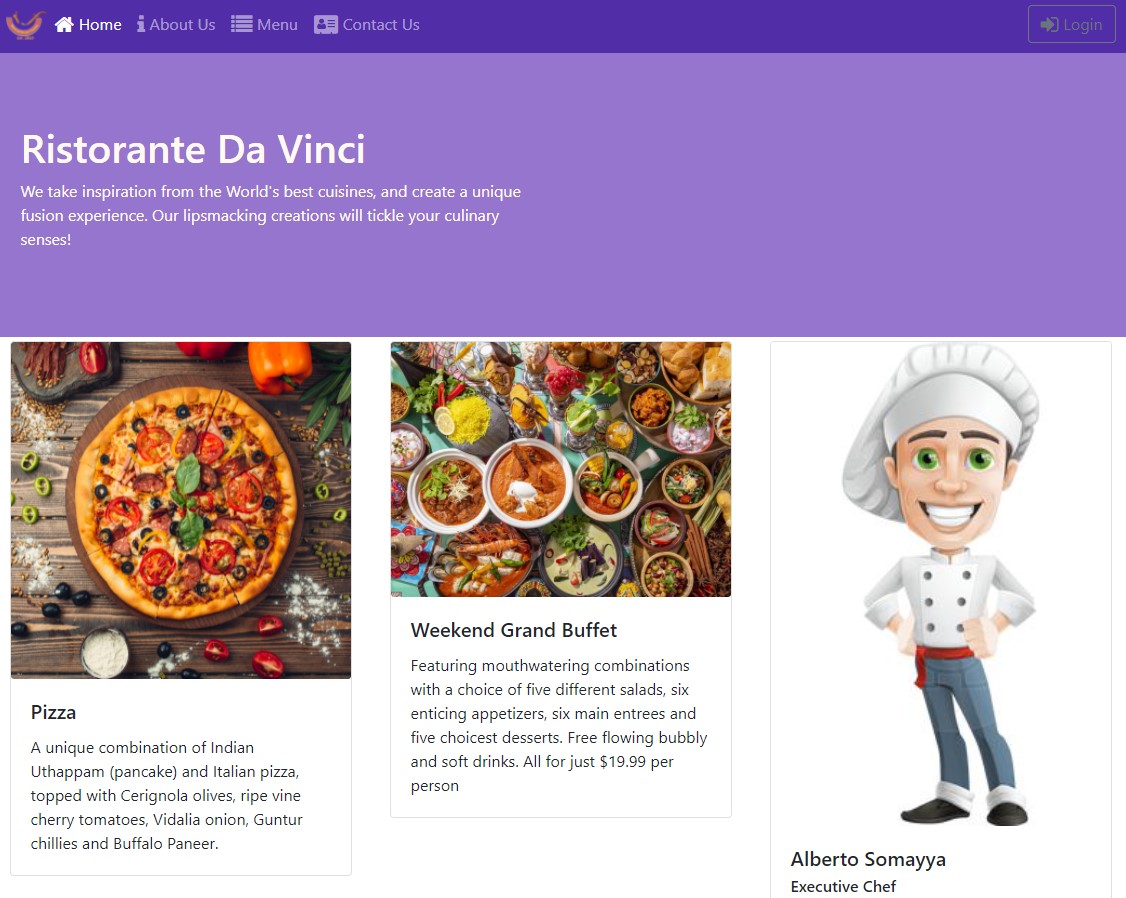 Home About Us Menu Contact Us Login
Ristorante Da Vinci
We take inspiration from the World's best cuisines, and create a unique
fusion experience. Our lipsmacking creations will tickle your culinary
senses!
Pizza
A unique combination of Indian
Uthappam (pancake) and Italian pizza,
topped with Cerignola olives, ripe vine
cherry tomatoes, Vidalia onion, Guntur
chillies and Buffalo Paneer.
Weekend Grand Buffet
Featuring mouthwatering combinations
with a choice of five different salads, six
enticing appetizers, six main entrees and
five choicest desserts. Free flowing bubbly
and soft drinks. All for just $19.99 per
person
Alberto Somayya
Executive Chef